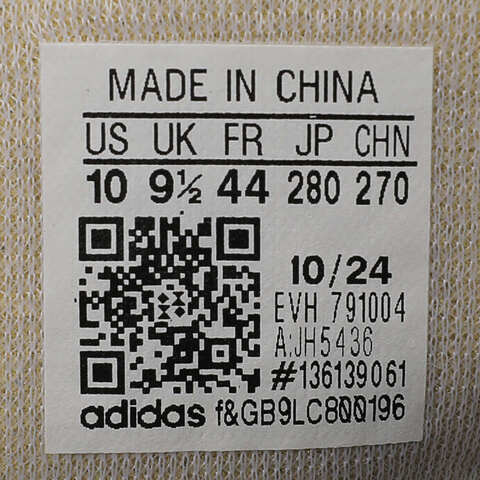 MADE IN CHINA
US UK FR JP CHN
10 9½ 44 280 270
10/24
EVH 791004
A:JH5436
#136139061
adidas f&GB9LC800196